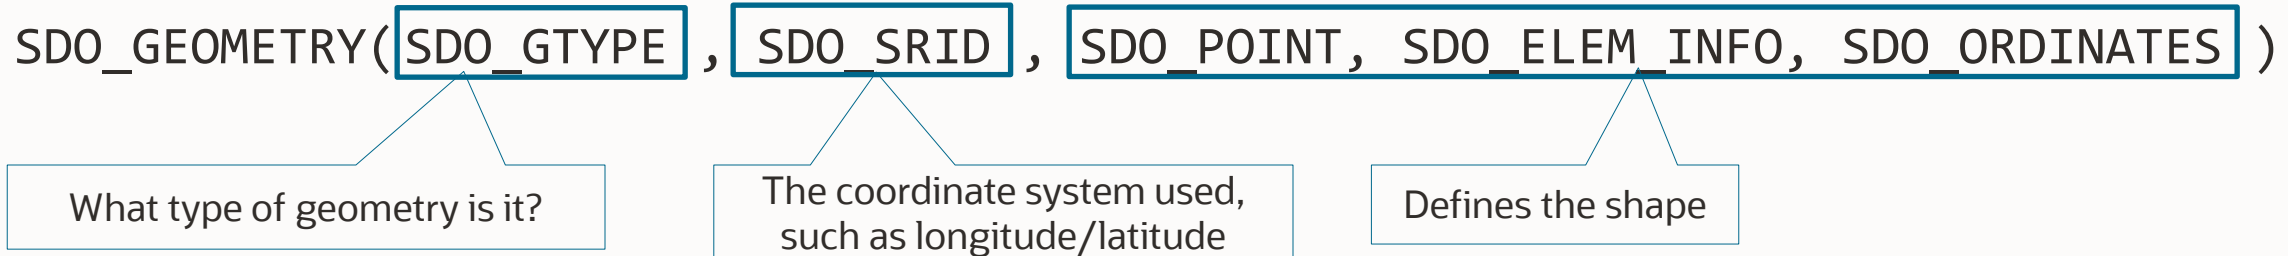 SDO_GEOMETRY(SDO_GTYPE , SDO_SRID , SDO_POINT, SDO_ELEM_INFO, SDO_ORDINATES )
What type of geometry is it?
The coordinate system used,
such as longitude/latitude
Defines the shape